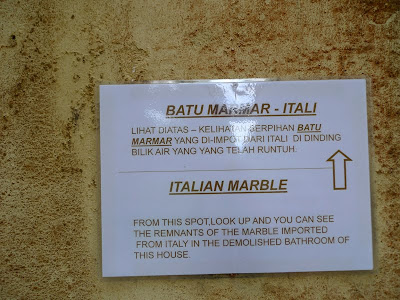 BATU MARMAR - ITALI
LIHAT DIATAS – KELIHATAN SERPIHAN BATU
MARMAR YANG DI-IMPOT DARI ITALI DI DINDING
BILIK AIR YANG YANG TELAH RUNTUH.
ITALIAN MARBLE
FROM THIS SPOT,LOOK UP AND YOU CAN SEE
THE REMNANTS OF THE MARBLE IMPORTED
FROM ITALY IN THE DEMOLISHED BATHROOM OF
THIS HOUSE.